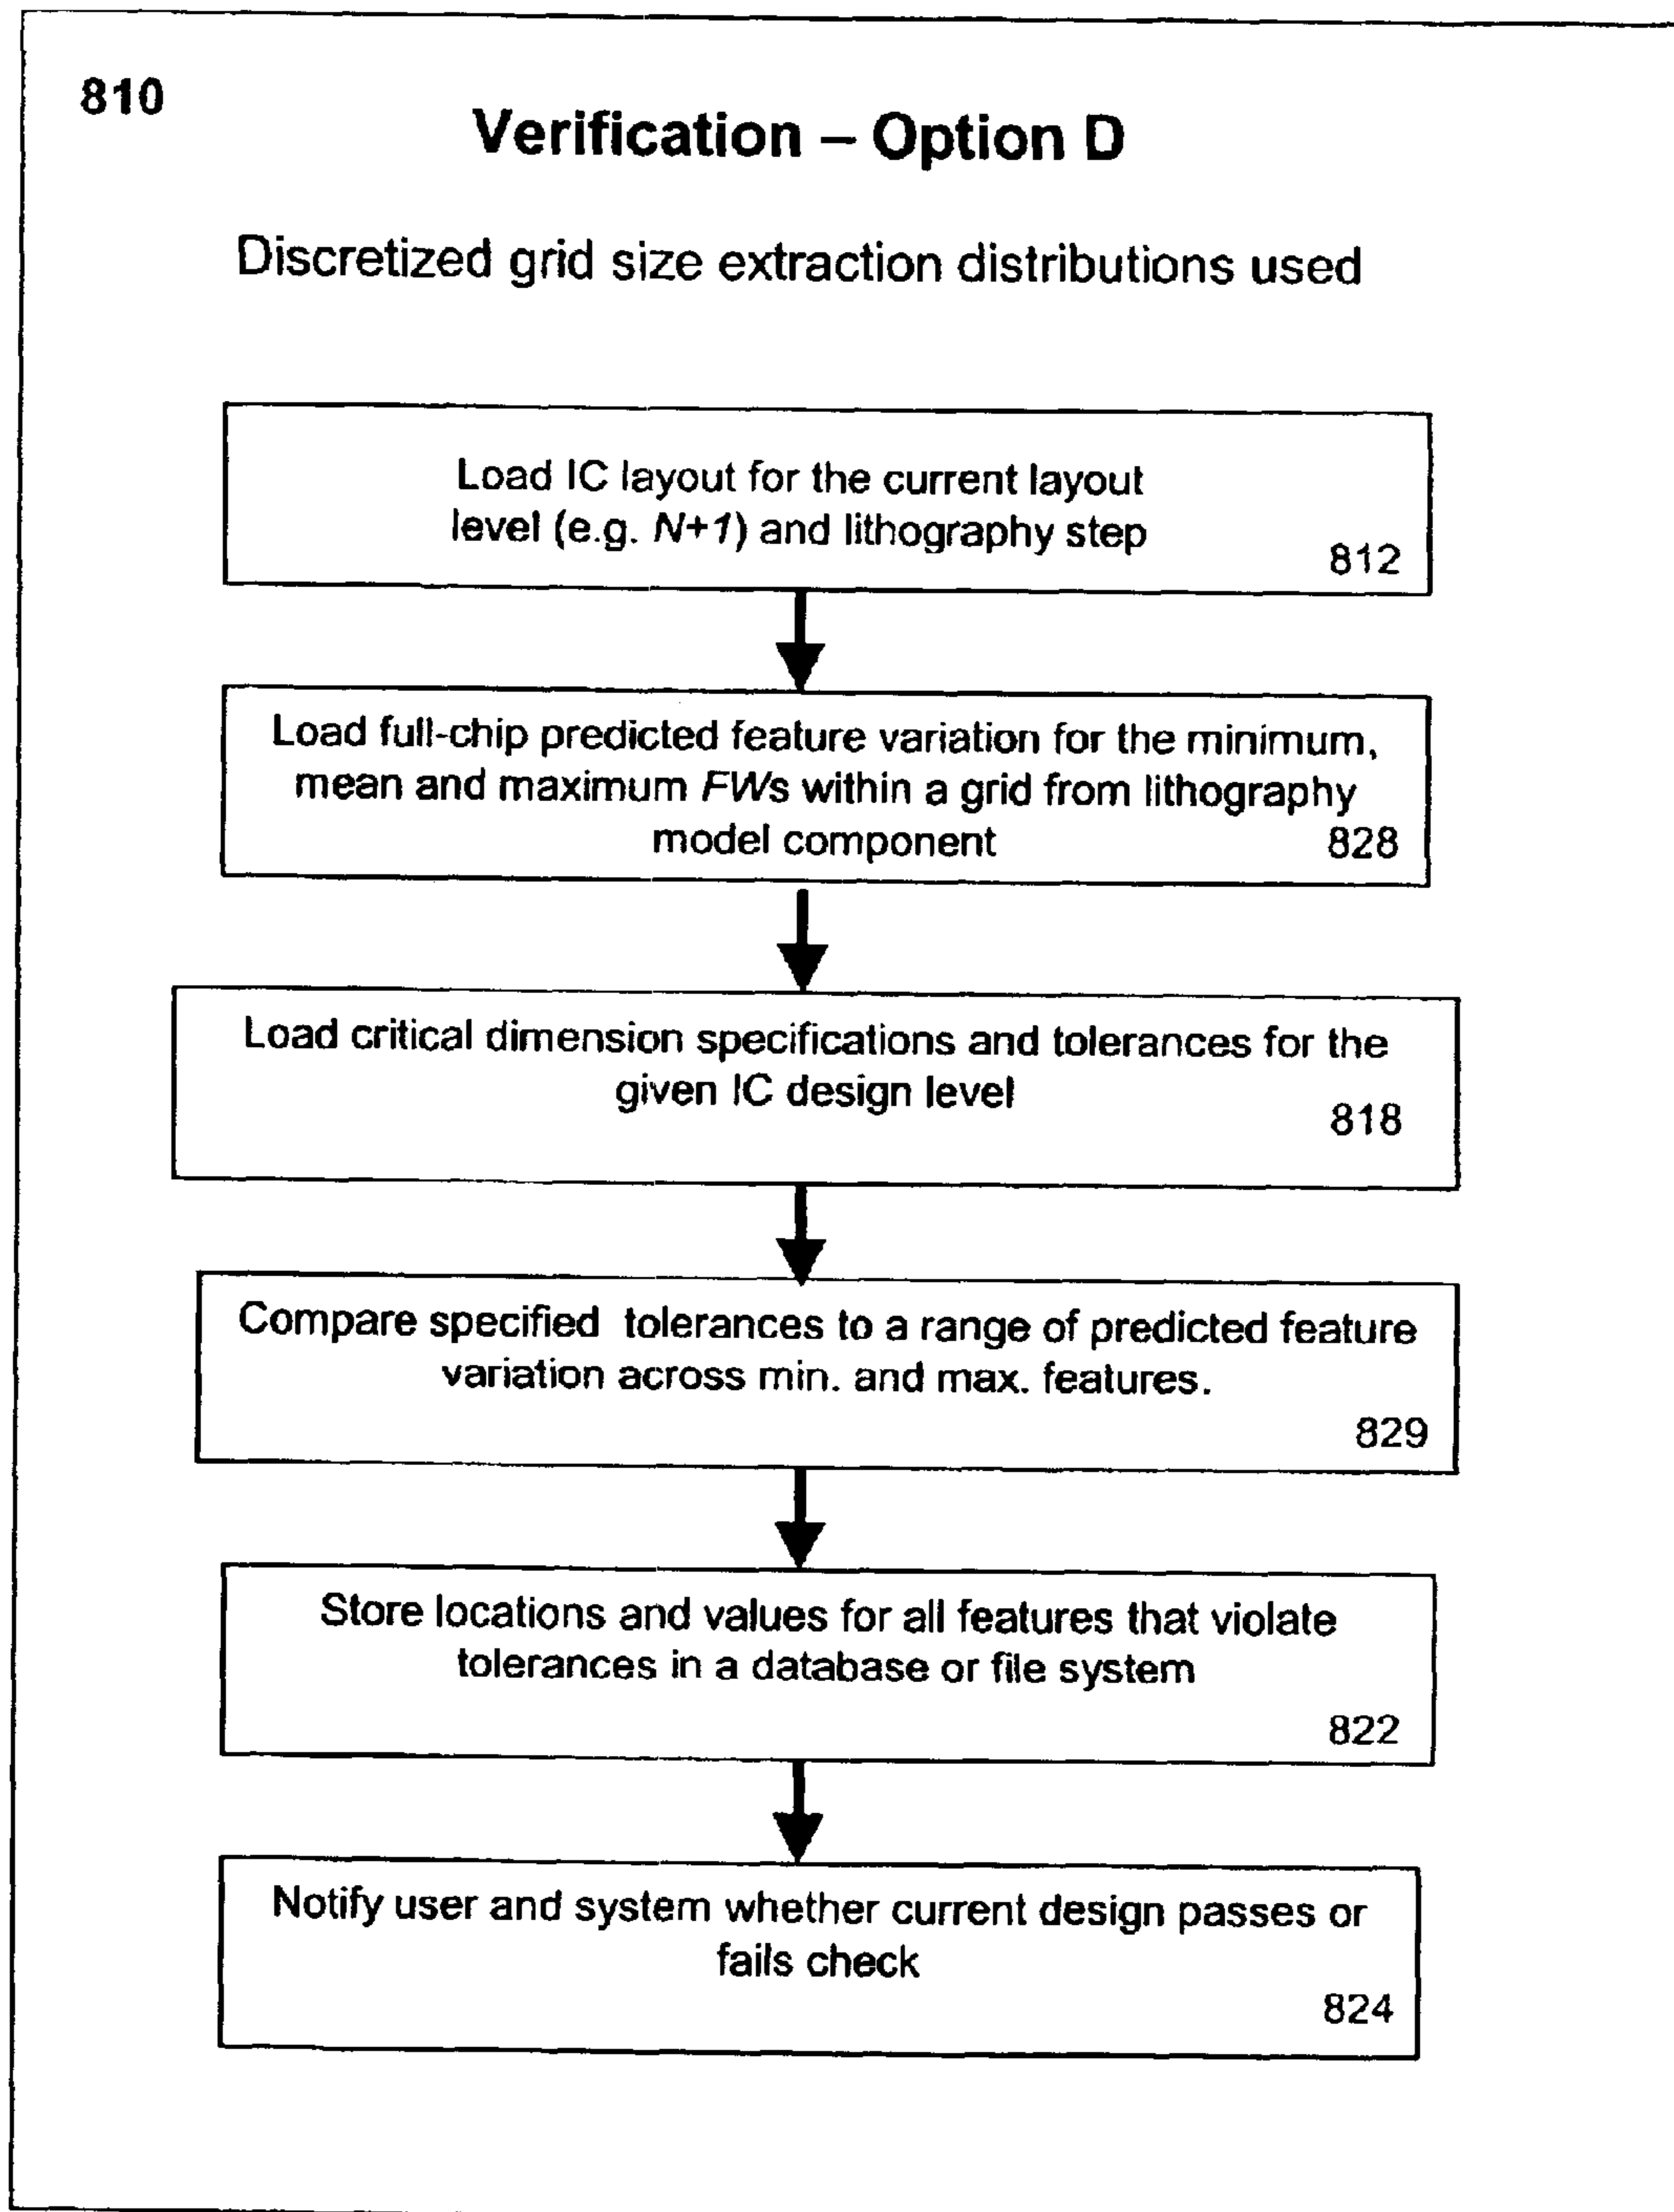 810
Verification – Option D
Discretized grid size extraction distributions used
Load IC layout for the current layout
level (e.g. N+1) and lithography step
812
Load full-chip predicted feature variation for the minimum,
mean and maximum FWs within a grid from lithography
model component
828
Load critical dimension specifications and tolerances for the
given IC design level
818
Compare specified tolerances to a range of predicted feature
variation across min. and max. features.
829
Store locations and values for all features that violate
tolerances in a database or file system
822
Notify user and system whether current design passes or
fails check
824